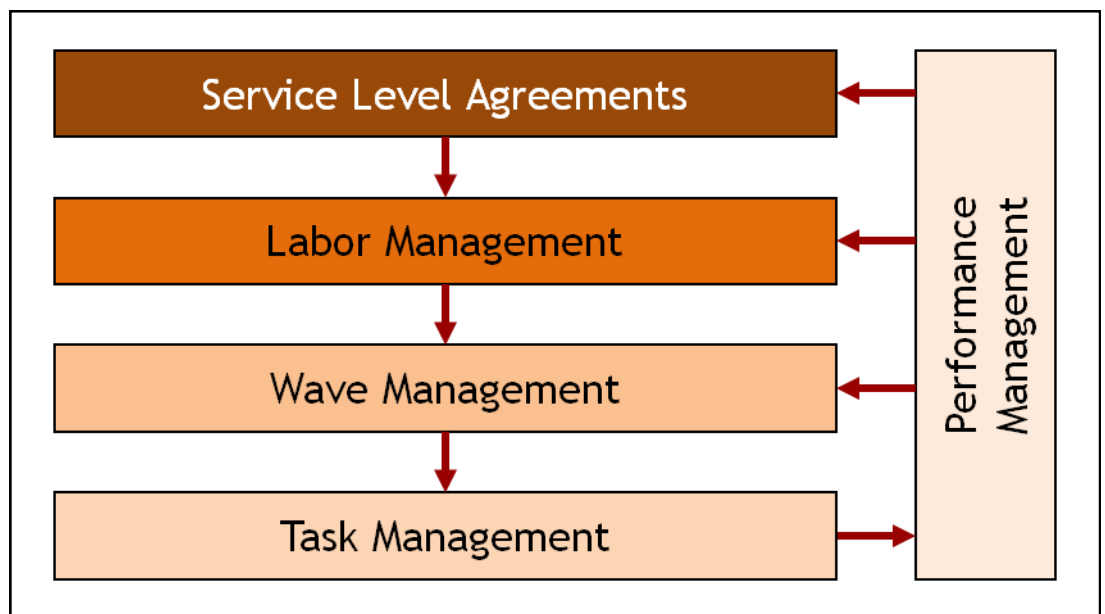 Service Level Agreements
Labor Management
Wave Management
Task Management
Performance
Management